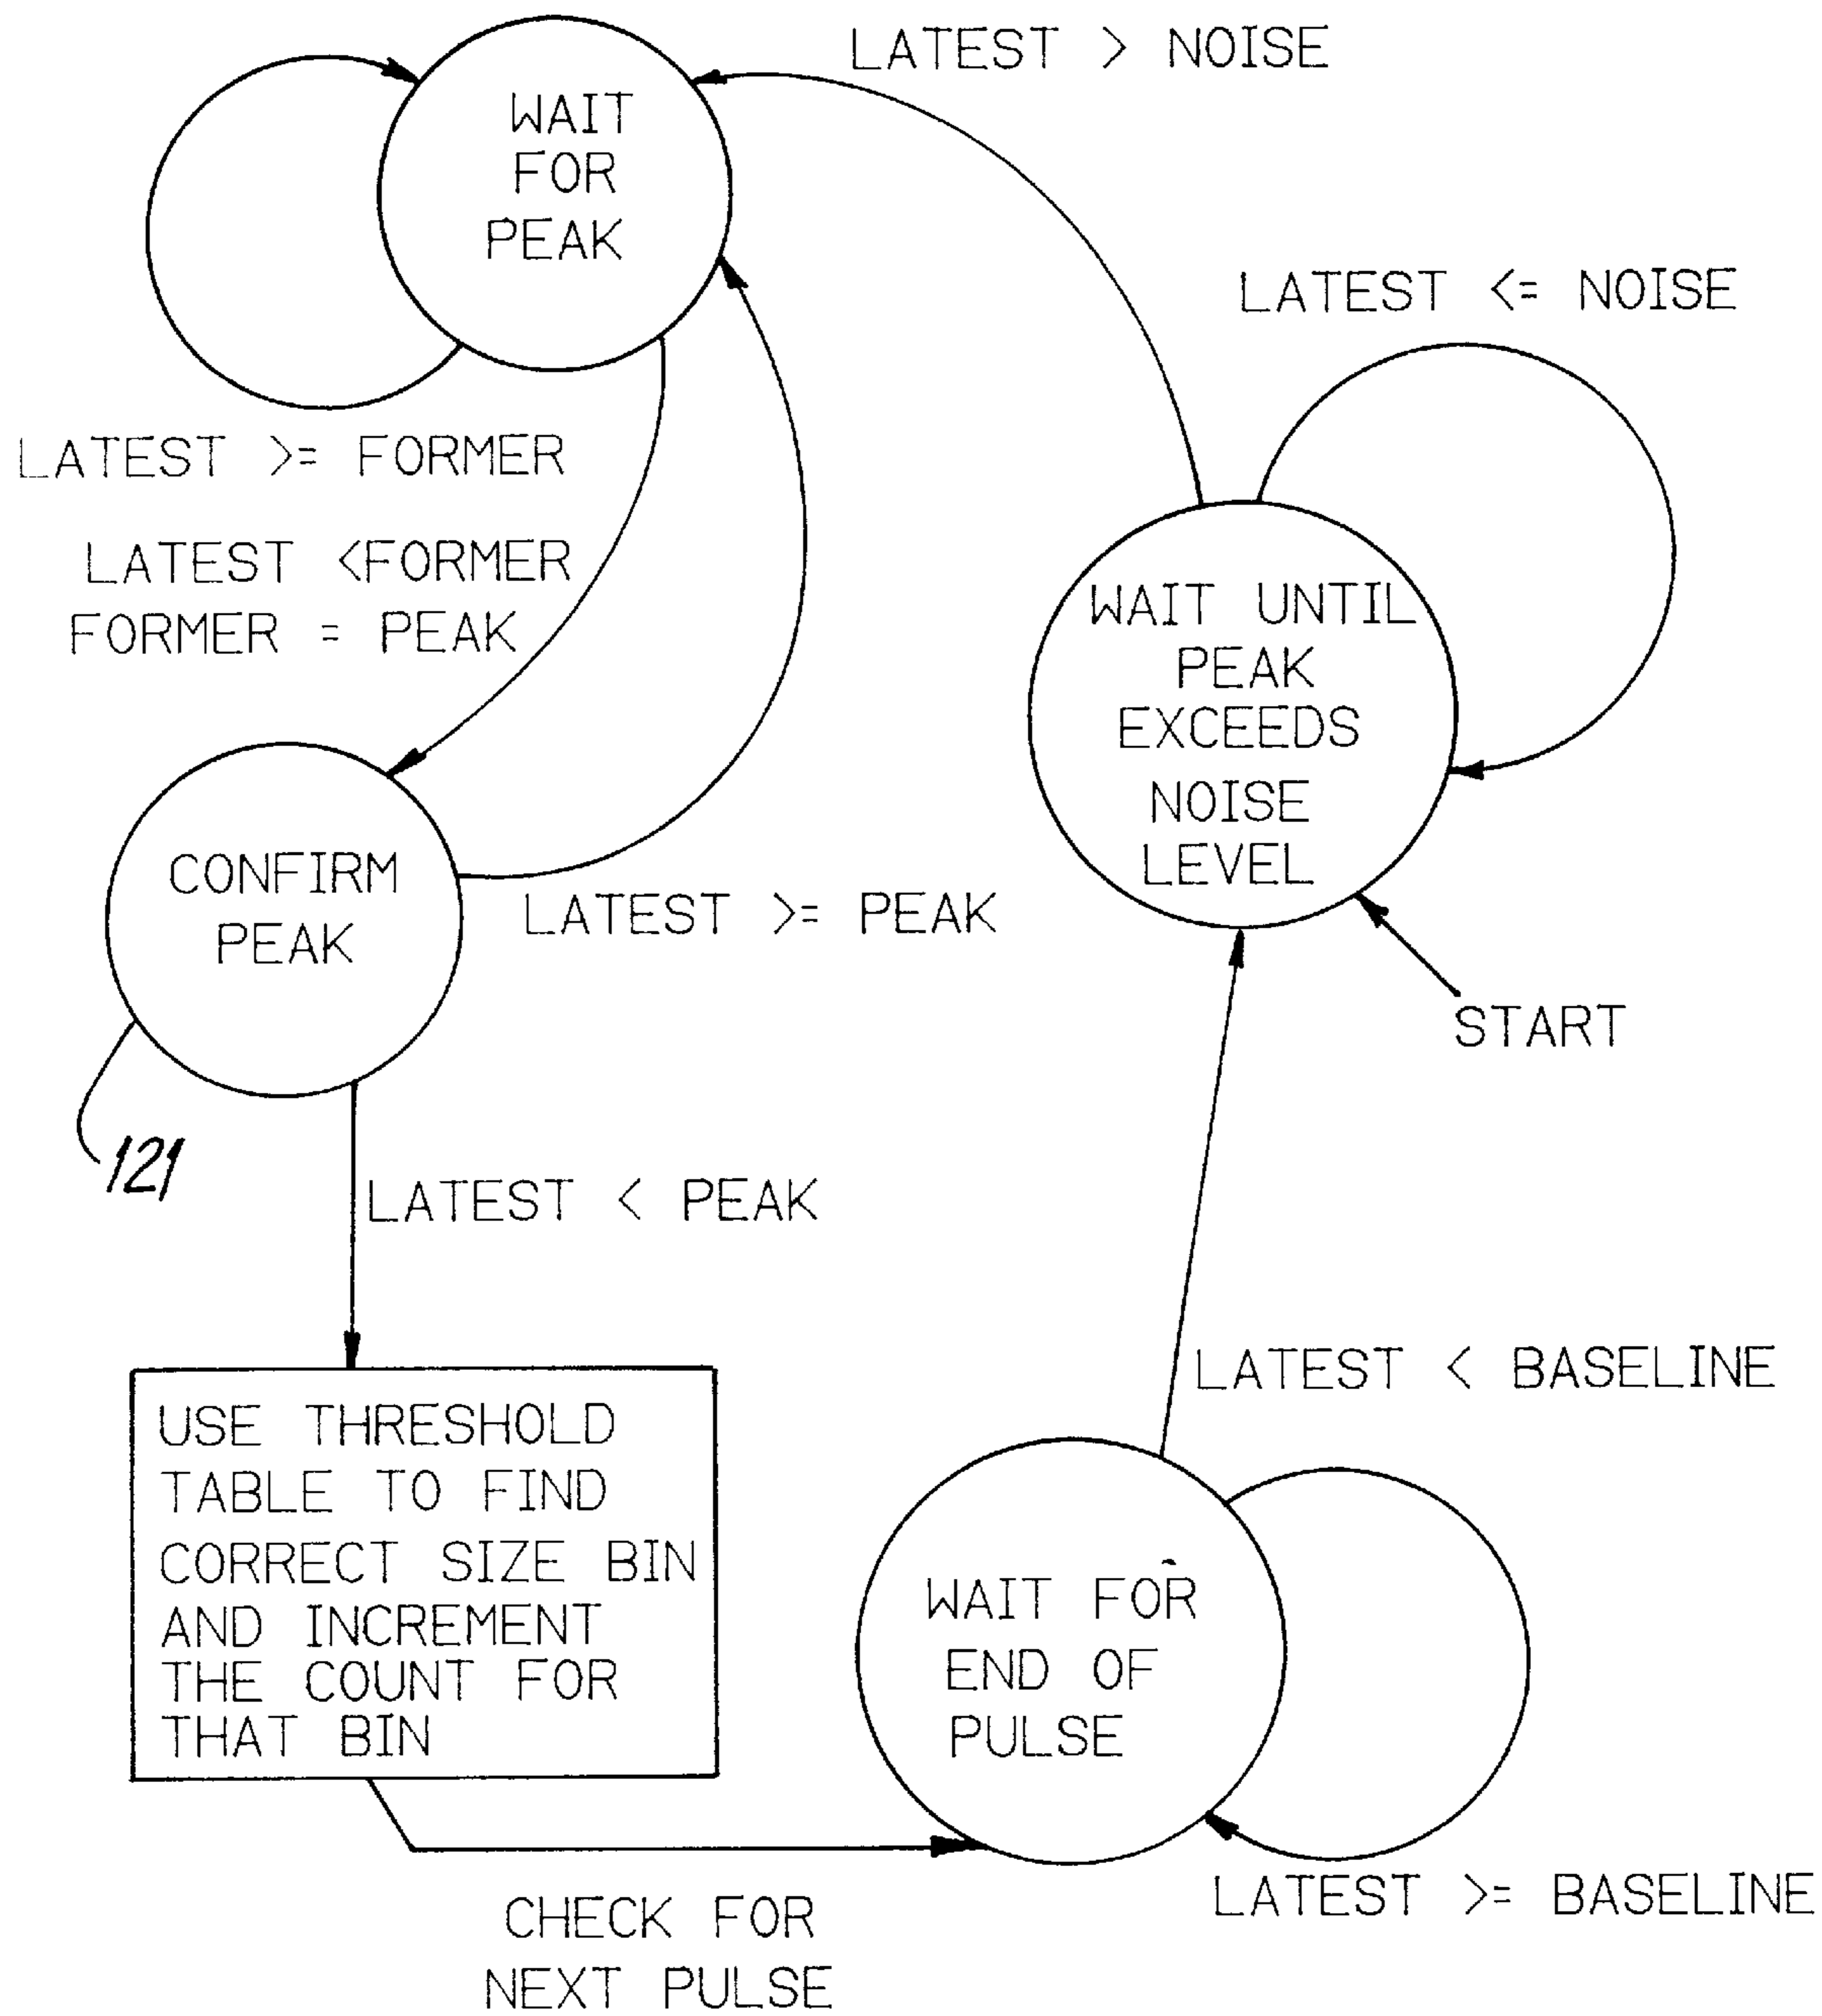 LATEST > NOISE
WAIT
FOR
PEAK
LATEST <= NOISE
LATEST >= FORMER
LATEST <FORMER
FORMER = PEAK
WAIT UNTIL
PEAK
EXCEEDS
NOISE
LEVEL
CONFIRM
PEAK
LATEST >= PEAK
START
121
LATEST < PEAK
LATEST < BASELINE
USE THRESHOLD
TABLE TO FIND
CORRECT SIZE BIN
AND INCREMENT
THE COUNT FOR
THAT BIN
WAIT FOR
END OF
PULSE
LATEST >= BASELINE
CHECK FOR
NEXT PULSE